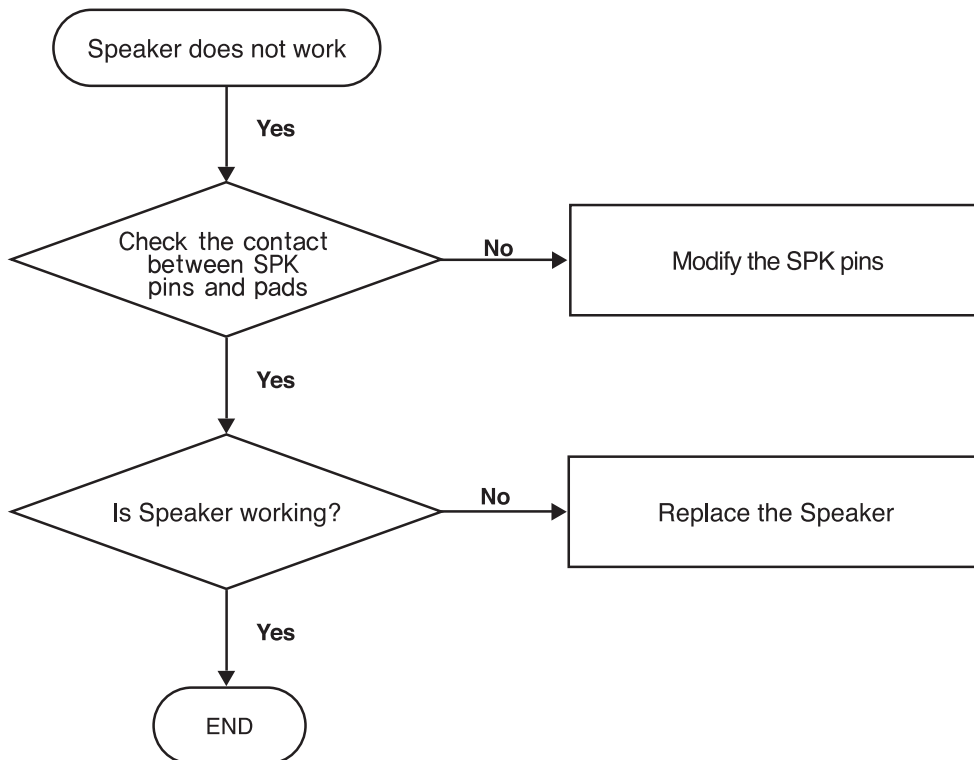 Speaker does not work
Yes
Check the contact
between SPK
pins and pads
No
Modify the SPK pins
Yes
Is Speaker working?
No
Replace the Speaker
Yes
END